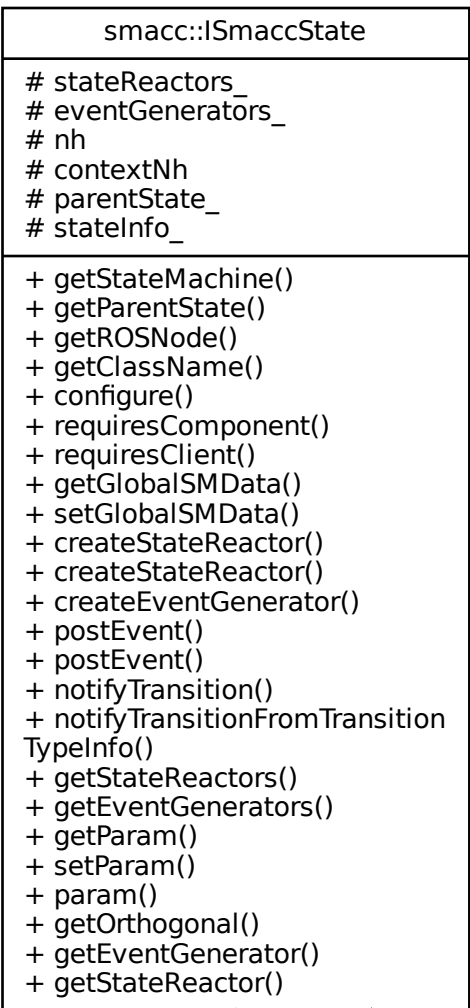 smacc::ISmaccState
# stateReactors_
# eventGenerators_
# nh
# contextNh
# parentState_
# stateInfo_
+ getStateMachine()
+ getParentState()
+ getROSNode()
+ getClassName()
+ configure()
+ requiresComponent()
+ requiresClient()
+ getGlobalSMData()
+ setGlobalSMData()
+ createStateReactor()
+ createStateReactor()
+ createEventGenerator()
+ postEvent()
+ postEvent()
+ notifyTransition()
+ notifyTransitionFromTransition
TypeInfo()
+ getStateReactors()
+ getEventGenerators()
+ getParam()
+ setParam()
+ param()
+ getOrthogonal()
+ getEventGenerator()
+ getStateReactor()